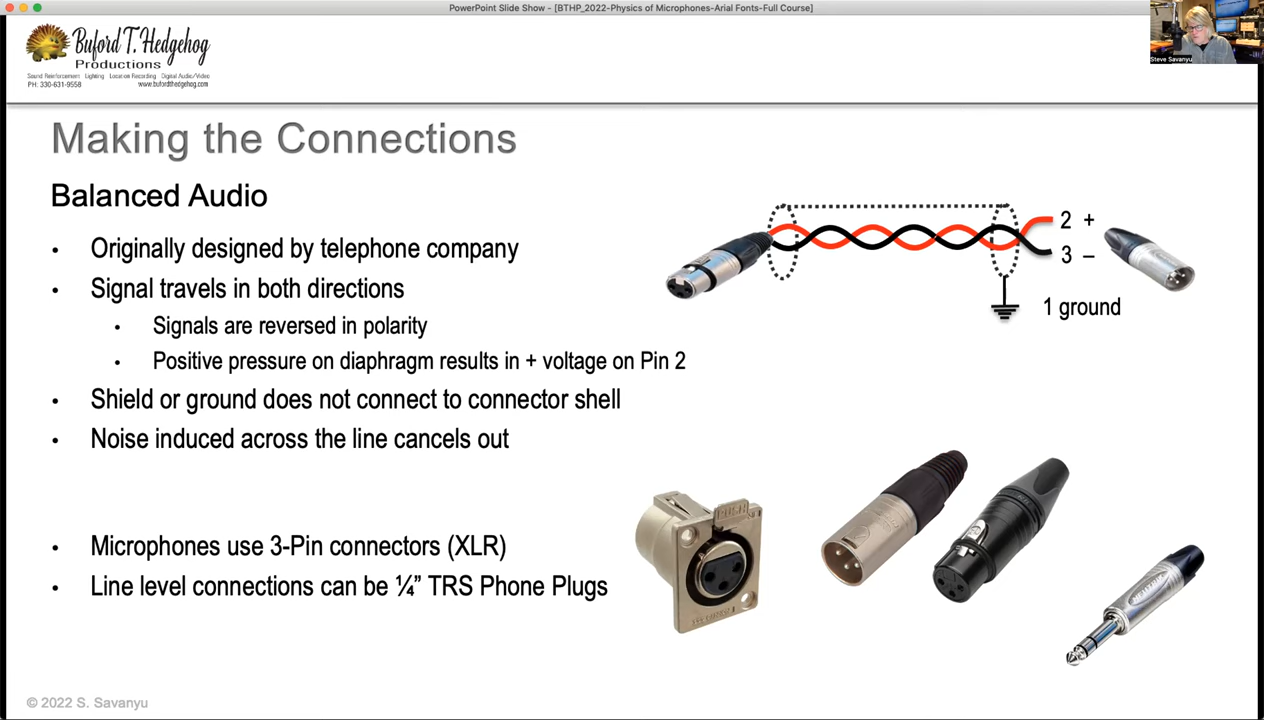 PowerPoint Slide Show - [BTHP_2022-Physics of Microphones-Arial Fonts-Full Course]
Buford T. Hedgehog
Productions
Sound Reinforcement Lighting Location Recording Digital Audio/Video
PH. 330-631-9558 www.bufordthedgehog.com
Steve Savanyu
Making the Connections
Balanced Audio
• Originally designed by telephone company
• Signal travels in both directions
• Signals are reversed in polarity
• Positive pressure on diaphragm results in + voltage on Pin 2
• Shield or ground does not connect to connector shell
• Noise induced across the line cancels out
• Microphones use 3-Pin connectors (XLR)
• Line level connections can be ¼” TRS Phone Plugs
2 +
3 –
1 ground
PUSH
NEUTRIK
© 2022 S. Savanyu